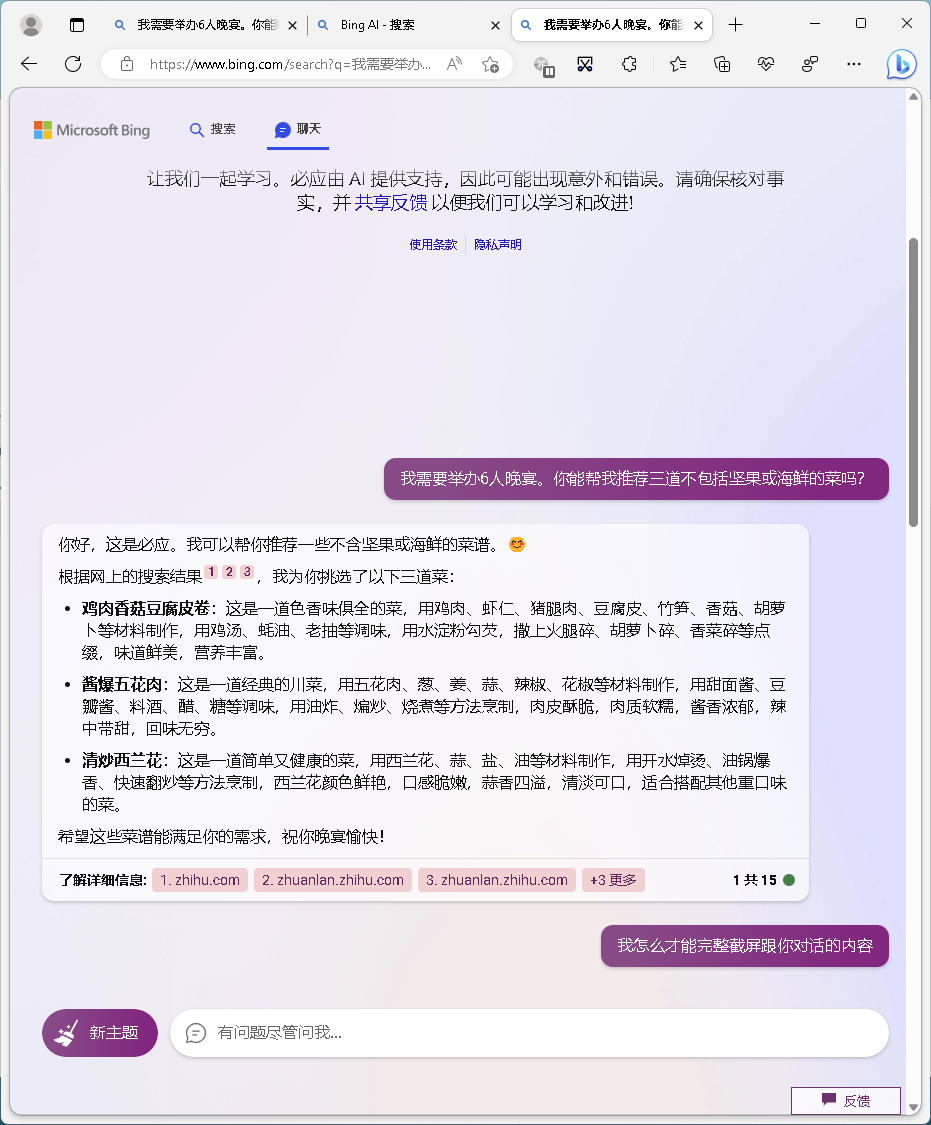 我需要举办6人晚宴。你能
Bing AI - 搜索
我需要举办6人晚宴。你能
https://www.bing.com/search?q=我需要举办...
Microsoft Bing
搜索
聊天
让我们一起学习。必应由 AI 提供支持，因此可能出现意外和错误。请确保核对事
实，并 共享反馈 以便我们可以学习和改进!
使用条款 隐私声明
我需要举办6人晚宴。你能帮我推荐三道不包括坚果或海鲜的菜吗？
你好，这是必应。我可以帮你推荐一些不含坚果或海鲜的菜谱。😊
根据网上的搜索结果 1 2 3 ，我为你挑选了以下三道菜：
• 鸡肉香菇豆腐皮卷：这是一道色香味俱全的菜，用鸡肉、虾仁、猪腿肉、豆腐皮、竹笋、香菇、胡萝
卜等材料制作，用鸡汤、蚝油、老抽等调味，用水淀粉勾芡，撒上火腿碎、胡萝卜碎、香菜碎等点
缀，味道鲜美，营养丰富。
• 酱爆五花肉：这是一道经典的川菜，用五花肉、葱、姜、蒜、辣椒、花椒等材料制作，用甜面酱、豆
瓣酱、料酒、醋、糖等调味，用油炸、煸炒、烧煮等方法烹制，肉皮酥脆，肉质软糯，酱香浓郁，辣
中带甜，回味无穷。
• 清炒西兰花：这是一道简单又健康的菜，用西兰花、蒜、盐、油等材料制作，用开水焯烫、油锅爆
香、快速翻炒等方法烹制，西兰花颜色鲜艳，口感脆嫩，蒜香四溢，清淡可口，适合搭配其他重口味
的菜。
希望这些菜谱能满足你的需求，祝你晚宴愉快！
了解详细信息: 1. zhihu.com 2. zhuanlan.zhihu.com 3. zhuanlan.zhihu.com +3 更多 1 共 15
我怎么才能完整截屏跟你对话的内容
新主题
有问题尽管问我...
反馈